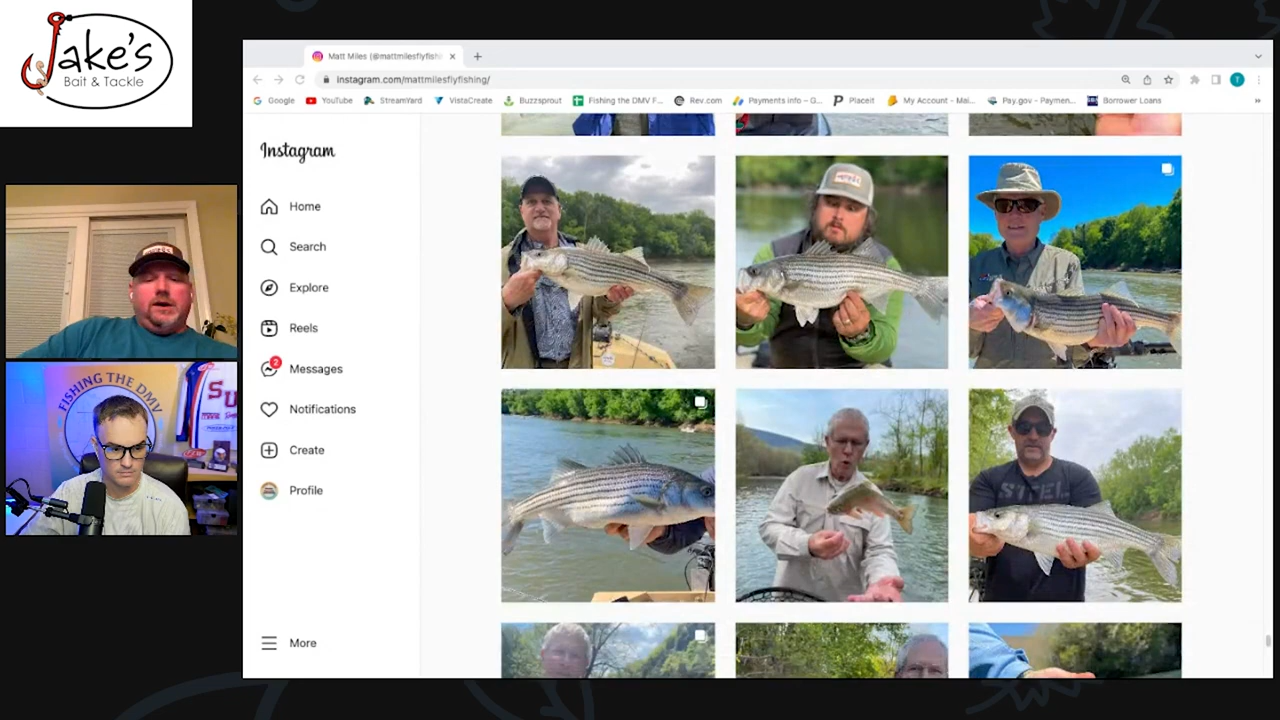 Jake's
Bait & Tackle
Matt Miles (@mattmilesflyfishi
instagram.com/mattmilesflyfishing/
Google
YouTube
StreamYard
VistaCreate
Buzzsprout
Fishing the DMV F...
Rev.com
Payments info – G...
Placeit
My Account - Mai...
Pay.gov - Paymen...
Borrower Loans
T
Instagram
Home
Search
Explore
Reels
2
Messages
Notifications
Create
Profile
More
FISHING THE DMV
SU
STEEL